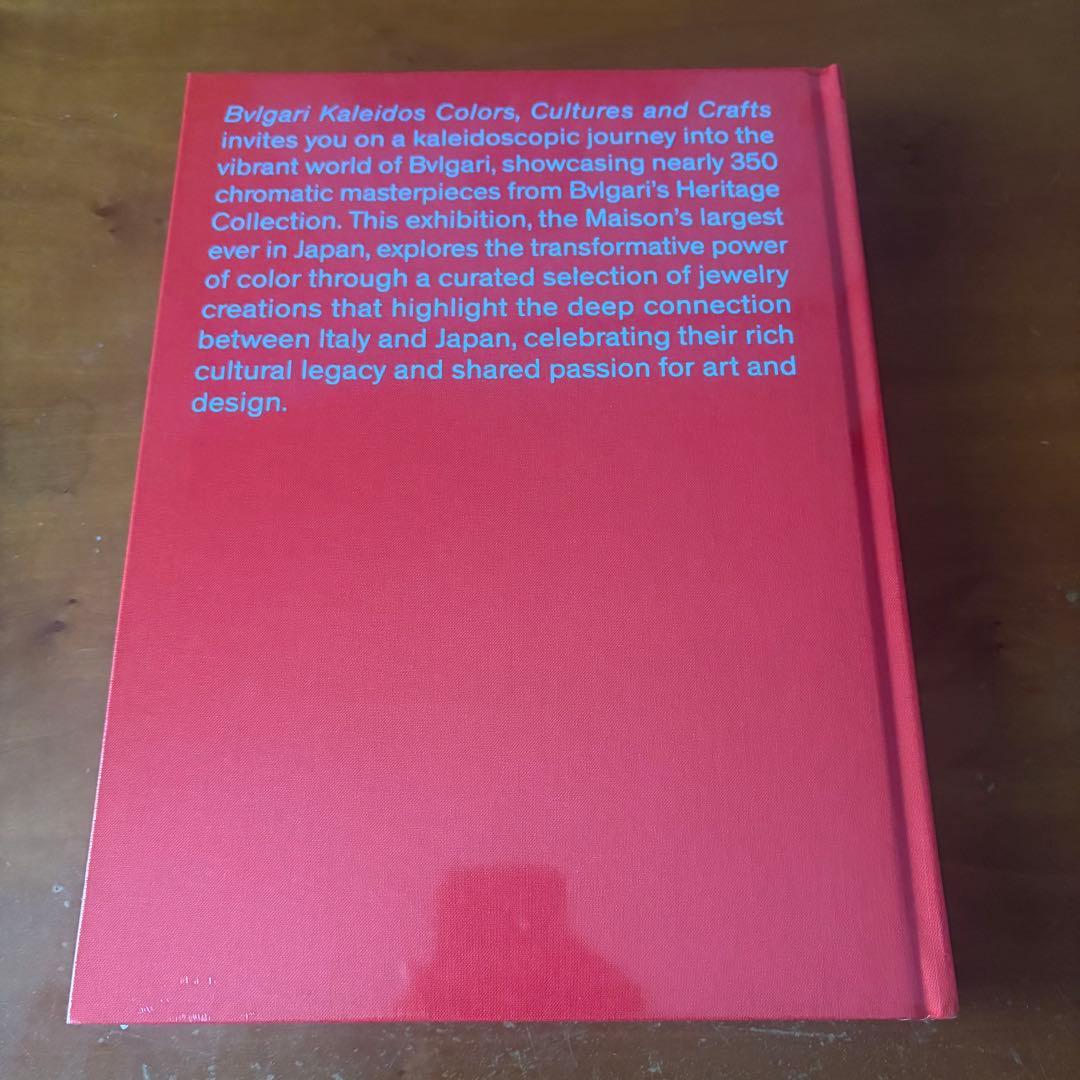 Bvlgari Kaleidos Colors, Cultures and Crafts
invites you on a kaleidoscopic journey into the
vibrant world of Bvlgari, showcasing nearly 350
chromatic masterpieces from Bvlgari's Heritage
Collection. This exhibition, the Maison's largest
ever in Japan, explores the transformative power
of color through a curated selection of jewelry
creations that highlight the deep connection
between Italy and Japan, celebrating their rich
cultural legacy and shared passion for art and
design.